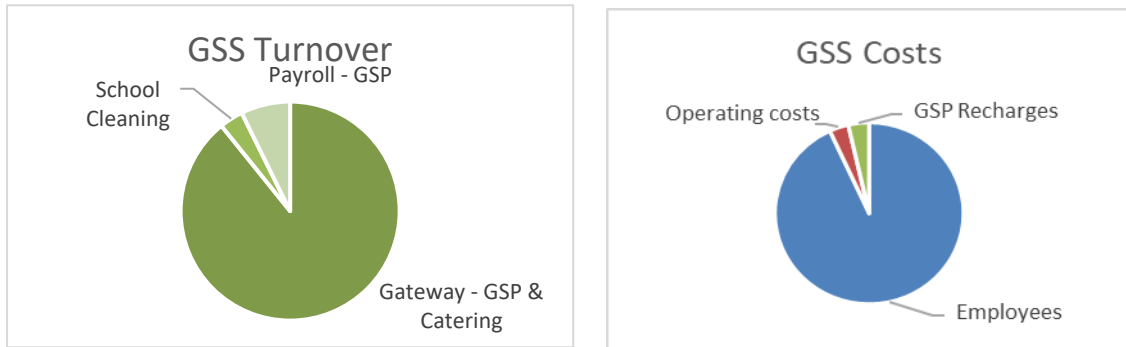 GSS Turnover
Payroll - GSP
School
Cleaning
Gateway - GSP &
Catering
GSS Costs
Operating costs
GSP Recharges
Employees